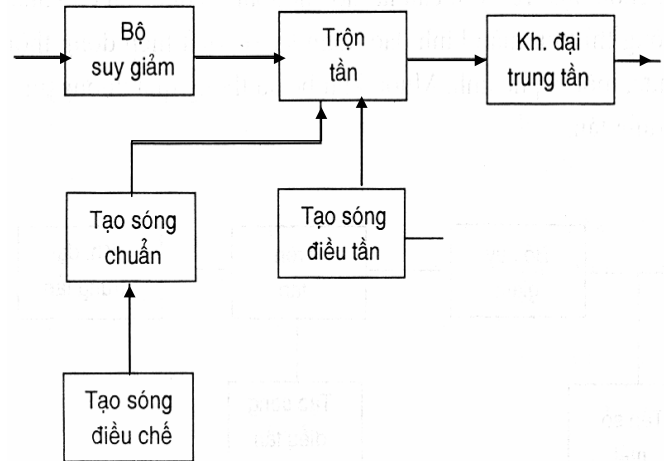 Bộ
suy giảm
Trộn
tần
Kh. đại
trung tần
Tạo sóng
chuẩn
Tạo sóng
điều tần
Tạo sóng
điều chế